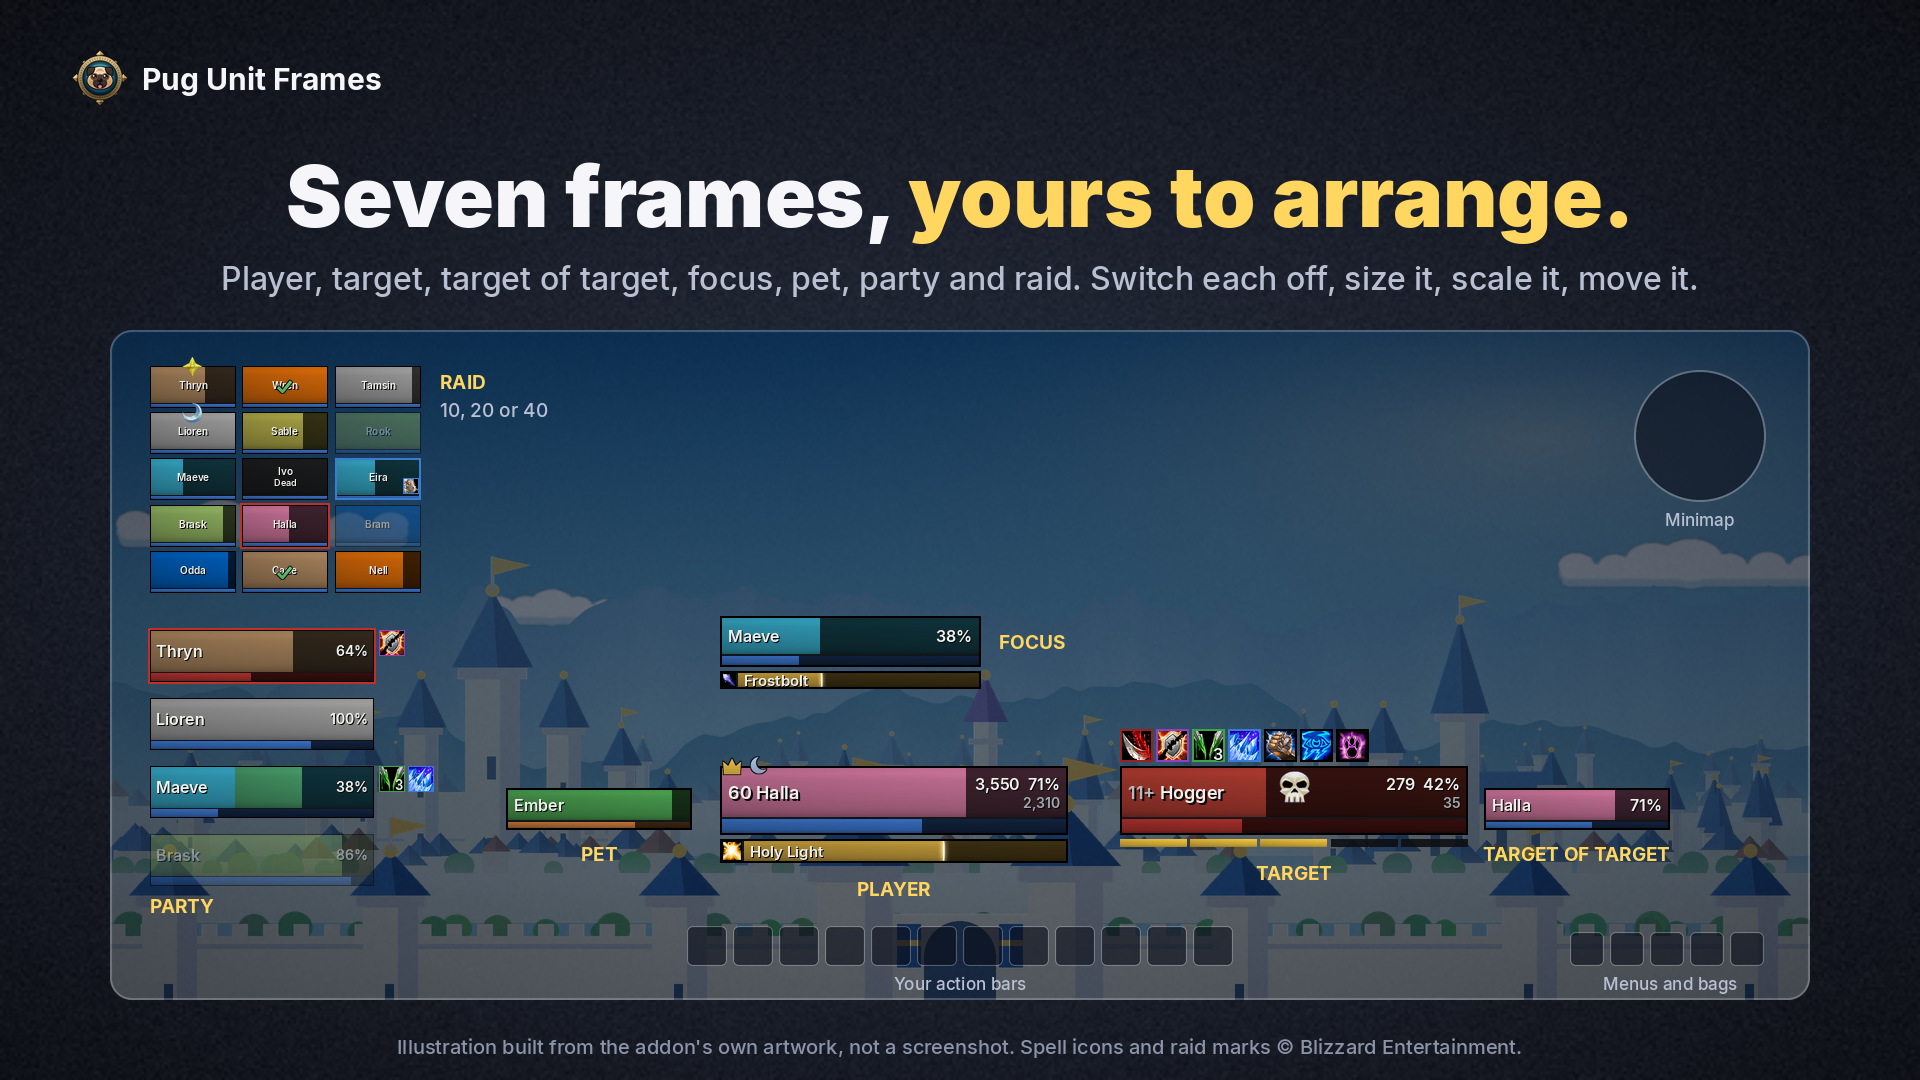 Pug Unit Frames
Seven frames, yours to arrange.
Player, target, target of target, focus, pet, party and raid. Switch each off, size it, scale it, move it.
Thryn
Tamsin
RAID
10, 20 or 40
Lioren
Sable
Rook
Maeve
Ivo
Dead
Eira
Brask
Halla
Bram
Odda
Nell
Minimap
Thryn 64%
Lioren 100%
Maeve 38%
3
Brask 86%
PARTY
Ember
PET
Maeve 38%
FOCUS
Frostbolt
60 Halla 3,550 71%
2,310
Holy Light
PLAYER
3
11+ Hogger 279 42%
35
TARGET
Halla 71%
TARGET OF TARGET
Your action bars
Menus and bags
Illustration built from the addon's own artwork, not a screenshot. Spell icons and raid marks © Blizzard Entertainment.